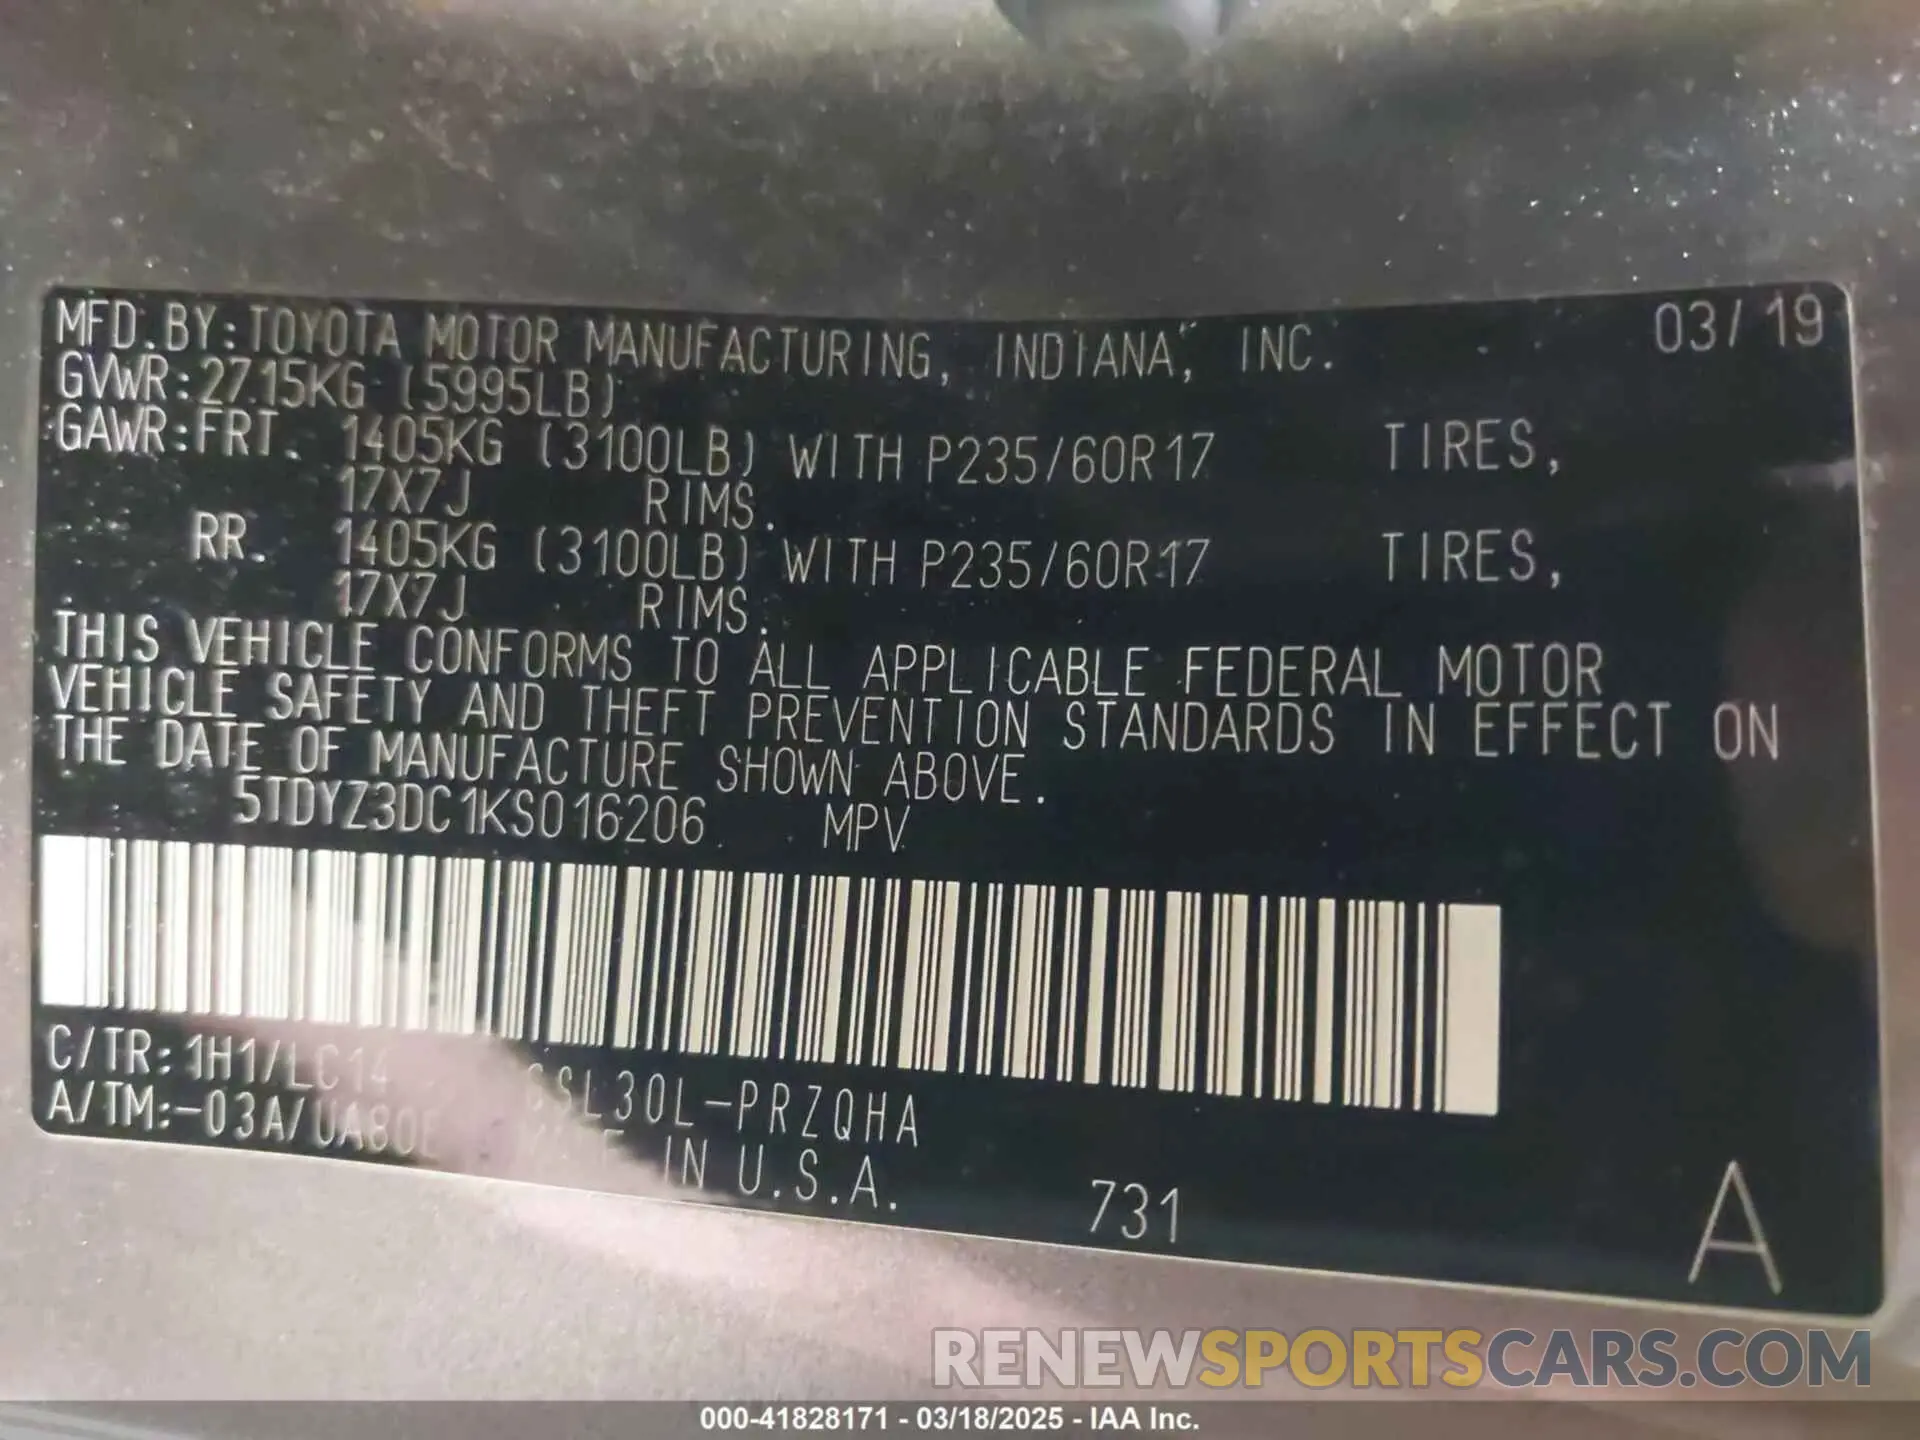 MFD.BY:TOYOTA MOTOR MANUFACTURING, INDIANA, INC. 03/19
GVWR:2715KG (5995LB)
GAWR:FRT. 1405KG (3100LB) WITH P235/60R17 TIRES,
17X7J RIMS.
RR. 1405KG (3100LB) WITH P235/60R17 TIRES,
17X7J RIMS.
THIS VEHICLE CONFORMS TO ALL APPLICABLE FEDERAL MOTOR
VEHICLE SAFETY AND THEFT PREVENTION STANDARDS IN EFFECT ON
THE DATE OF MANUFACTURE SHOWN ABOVE.
5TDYZ3DC1KS016206 MPV
C/TR:1H1/LC14 GSL30L-PRZQHA
A/TM:-03A/UA80E IN U.S.A.
731
A
RENEWSPORTSCARS.COM
000-41828171 - 03/18/2025 - IAA Inc.